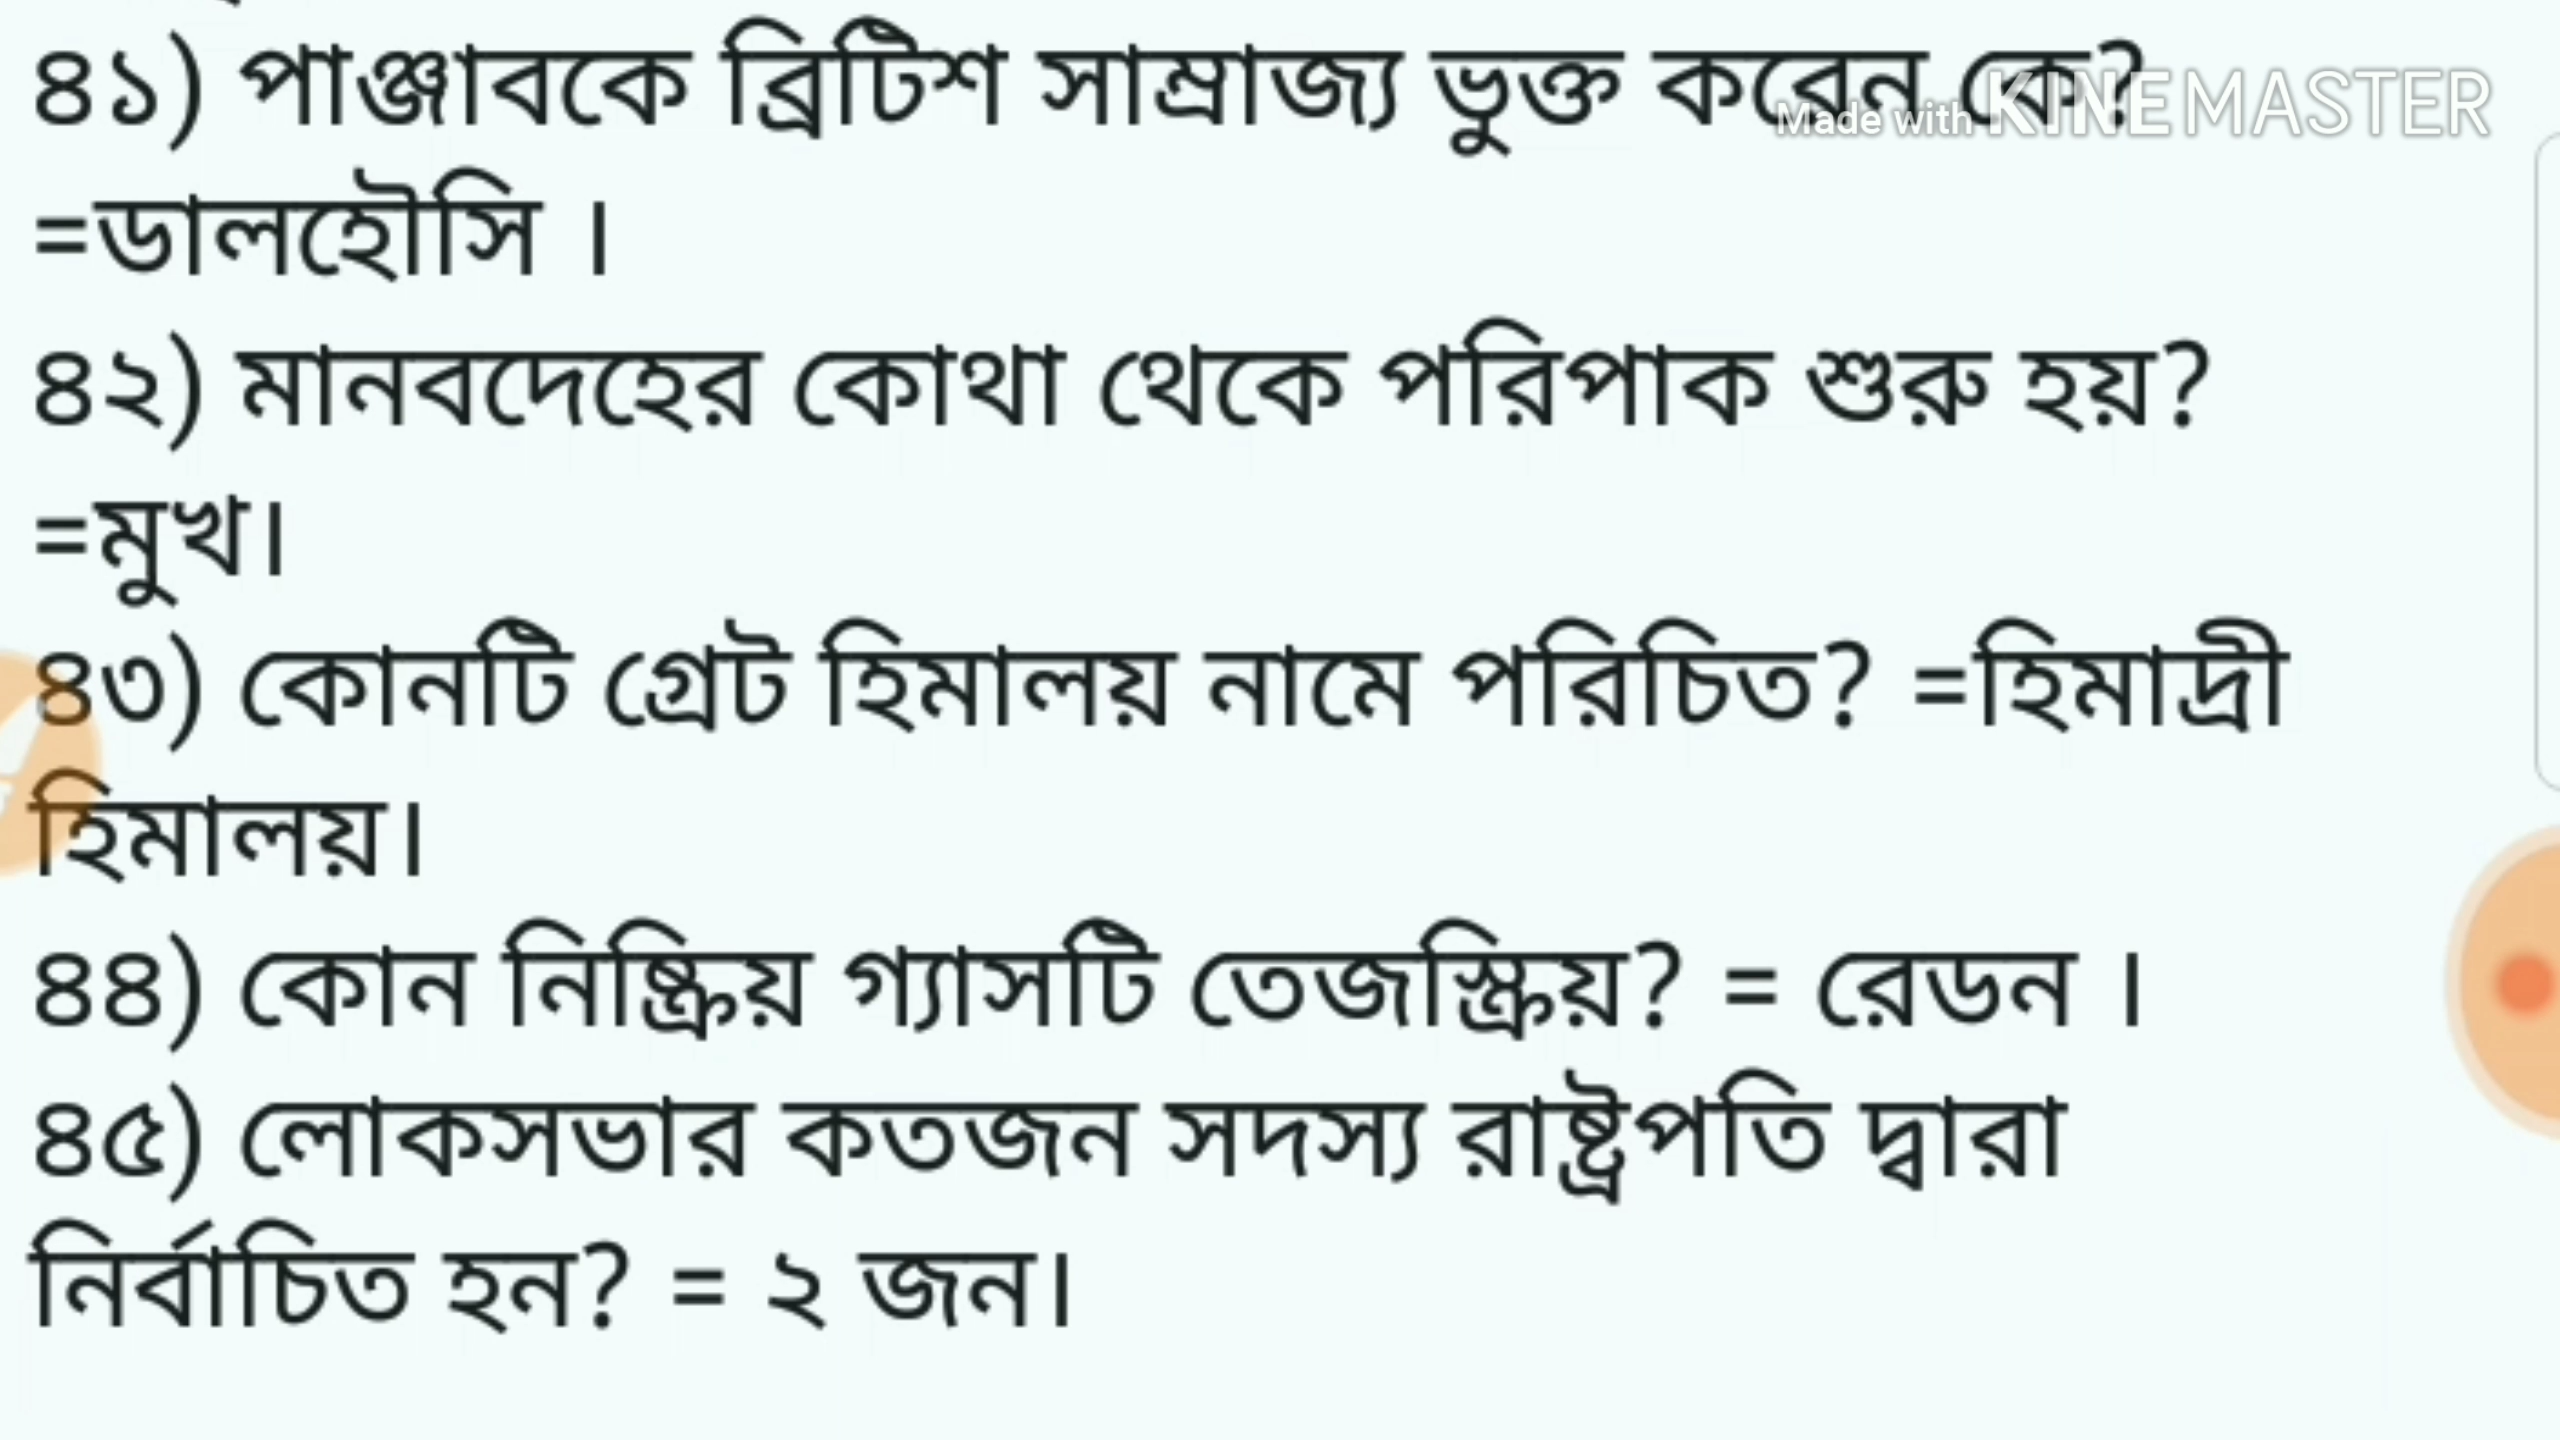 ৪১) পাঞ্জাবকে ব্রিটিশ সাম্রাজ্য ভুক্ত করেন কে?
Made with KINEMASTER
=ডালহৌসি ।
৪২) মানবদেহের কোথা থেকে পরিপাক শুরু হয়?
=মুখ।
৪৩) কোনটি গ্রেট হিমালয় নামে পরিচিত? =হিমাদ্রী
হিমালয়।
৪৪) কোন নিষ্ক্রিয় গ্যাসটি তেজস্ক্রিয়? = রেডন ।
৪৫) লোকসভার কতজন সদস্য রাষ্ট্রপতি দ্বারা
নির্বাচিত হন? = ২ জন।